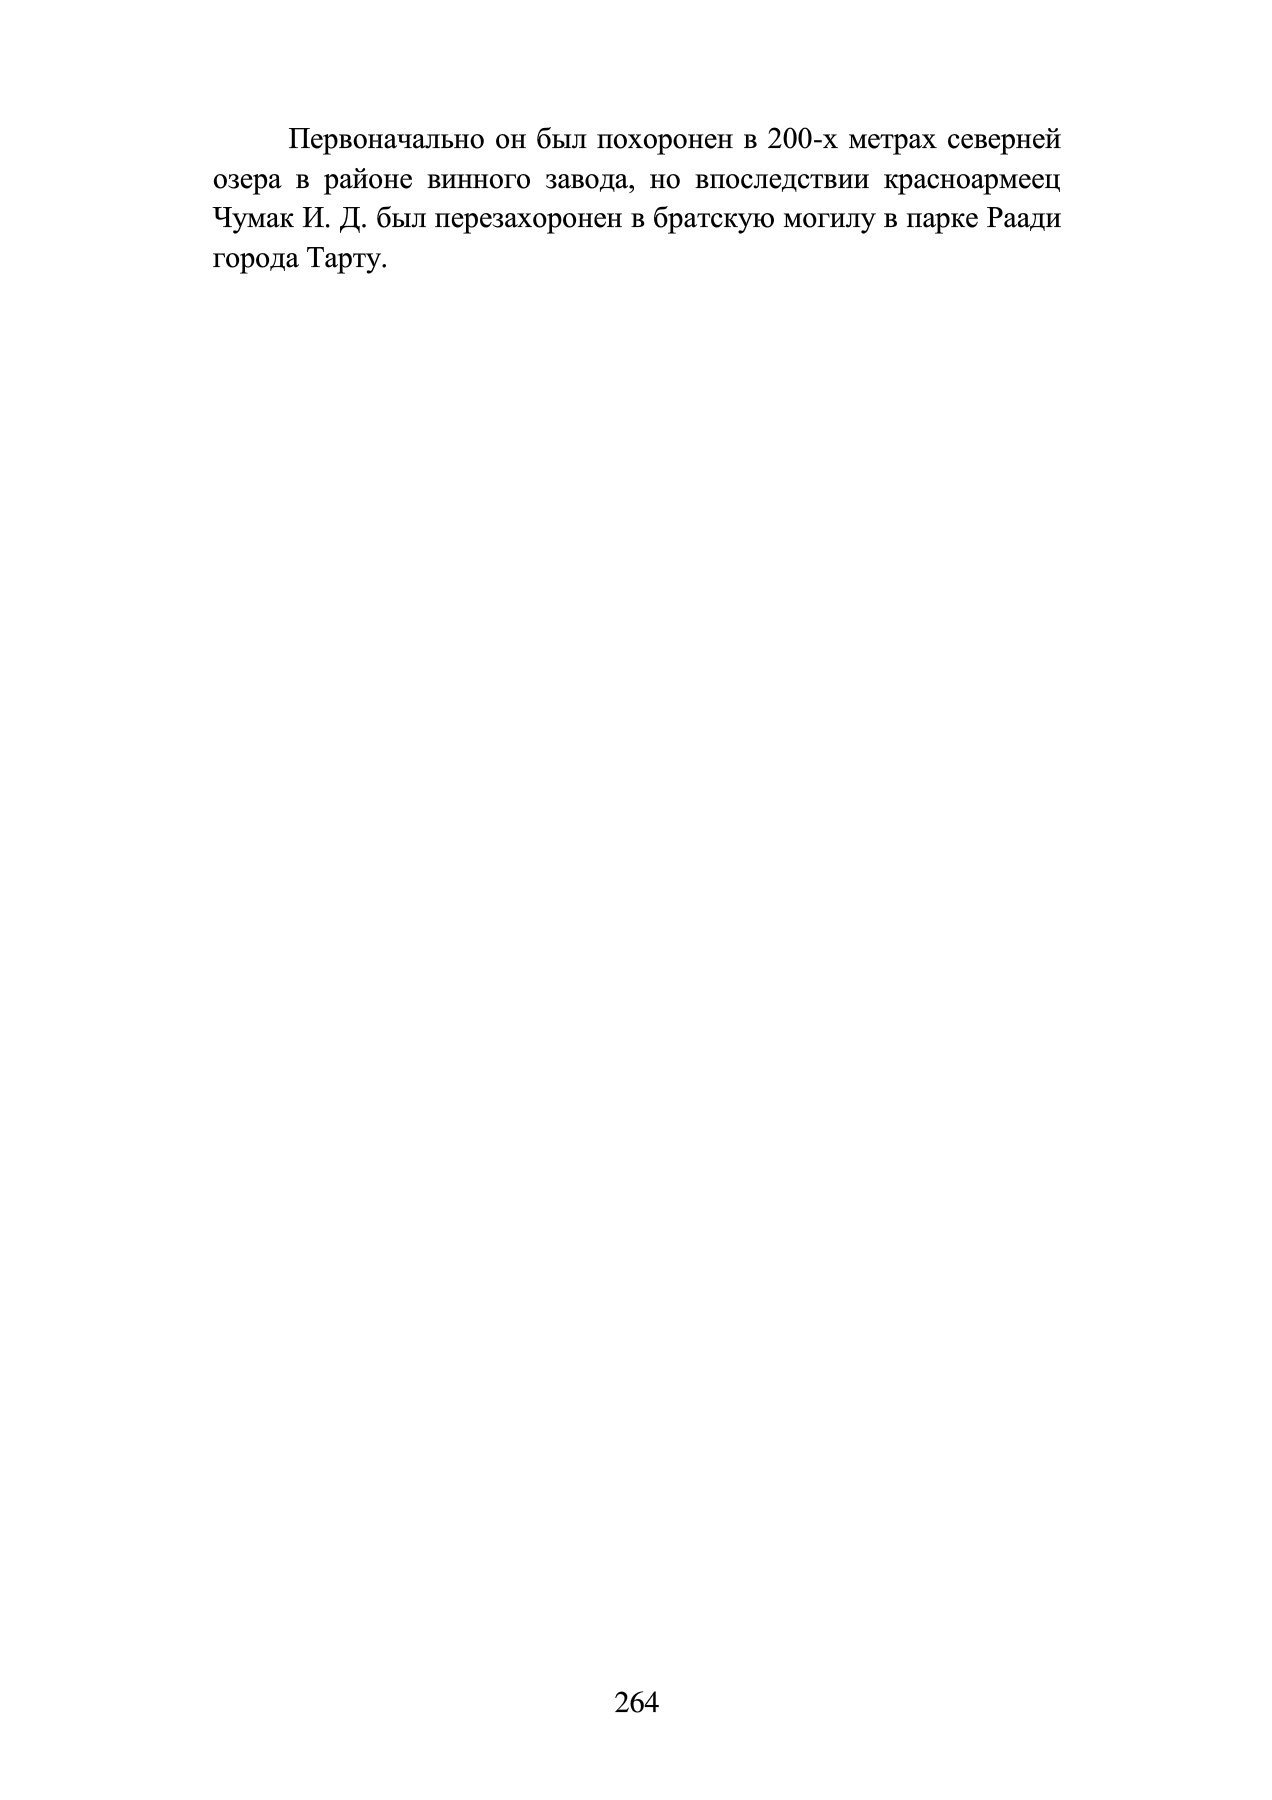 Первоначально он был похоронен в 200-х метрах северней
озера в районе винного завода, но впоследствии красноармеец
Чумак И. Д. был перезахоронен в братскую могилу в парке Раади
города Тарту.
264